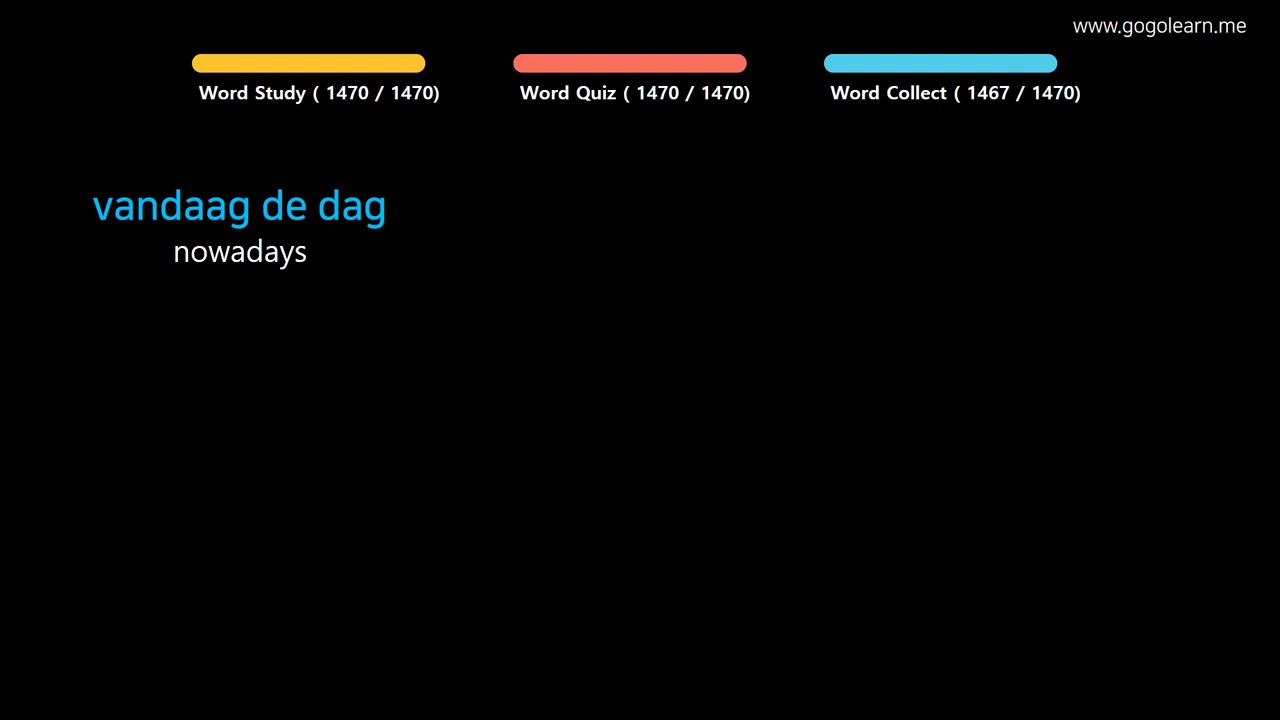 www.gogolearn.me
Word Study ( 1470 / 1470)
Word Quiz ( 1470 / 1470)
Word Collect ( 1467 / 1470)
vandaag de dag
nowadays